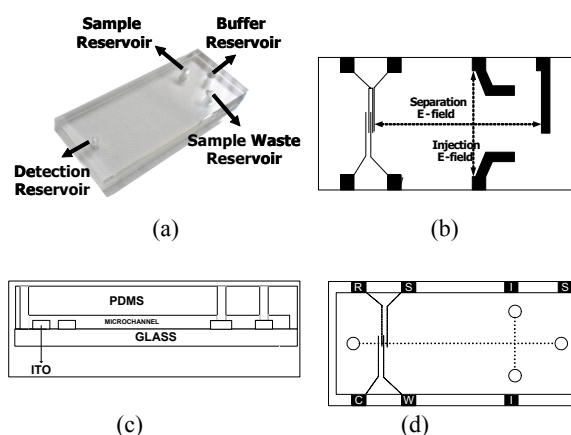 Sample
Reservoir
Buffer
Reservoir
Sample Waste
Reservoir
Detection
Reservoir
(a)
Separation
E-field
Injection
E-field
(b)
PDMS
MICROCHANNEL
GLASS
ITO
(c)
R S I S
C W I
(d)